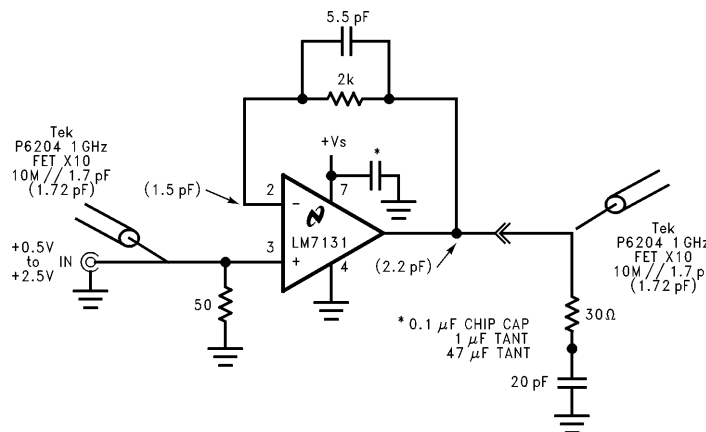 5.5 pF
2k
+Vs
*
Tek
P6204 1 GHz
FET X10
10M // 1.7 pF
(1.72 pF)
(1.5 pF)
2
7
−
LM7131
3
+
4
+0.5V
to
+2.5V
IN
50
(2.2 pF)
Tek
P6204 1 GHz
FET X10
10M // 1.7 p
(1.72 pF)
* 0.1 μF CHIP CAP
1 μF TANT
47 μF TANT
30Ω
20 pF